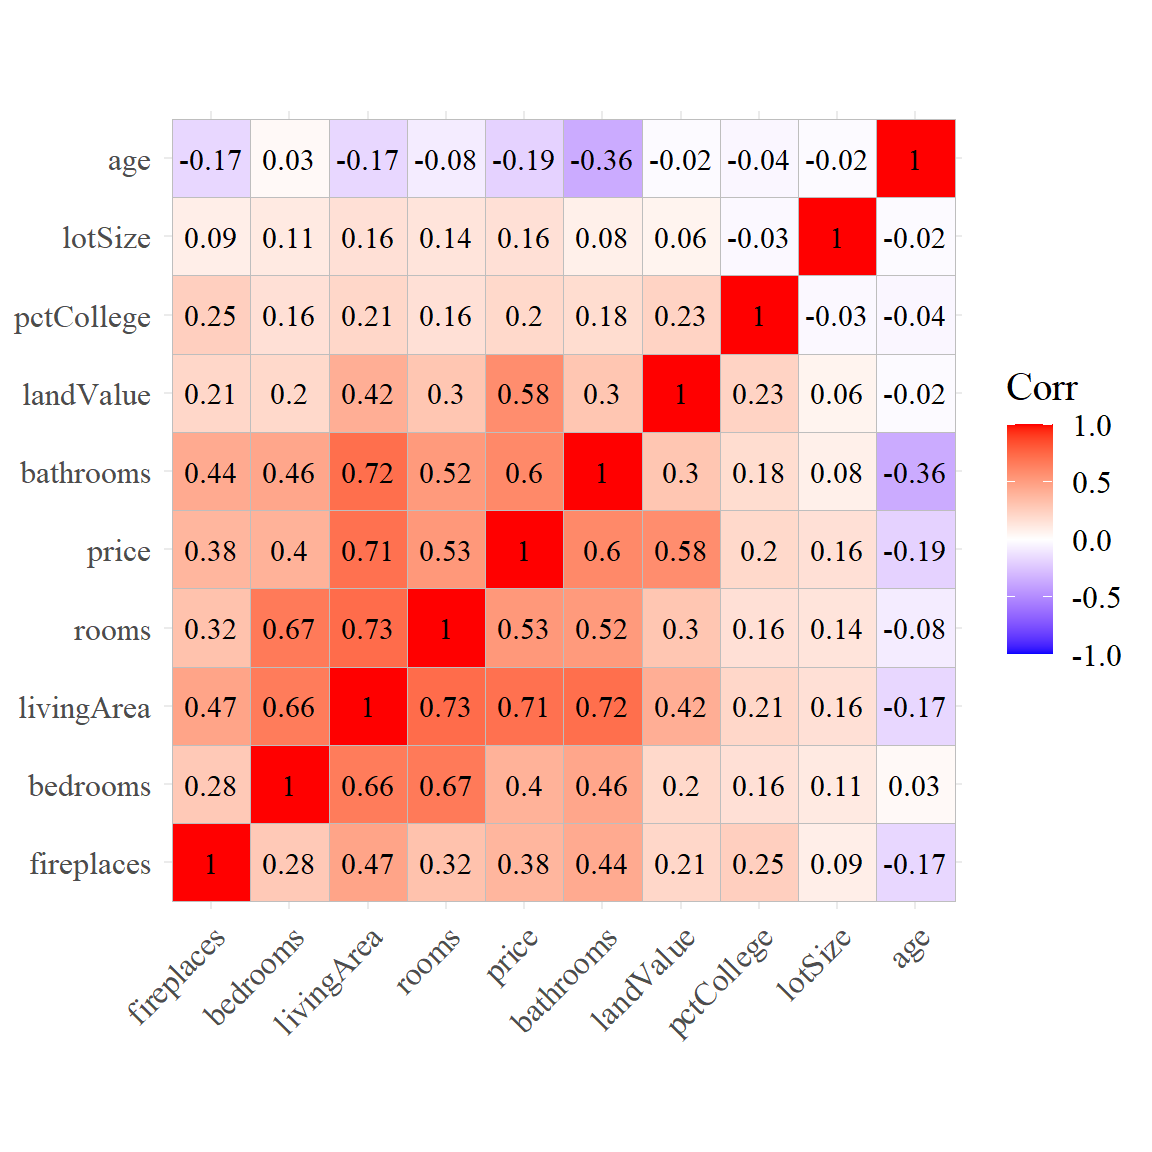 age -0.17 0.03 -0.17 -0.08 -0.19 -0.36 -0.02 -0.04 -0.02 1
lotSize 0.09 0.11 0.16 0.14 0.16 0.08 0.06 -0.03 1 -0.02
pctCollege 0.25 0.16 0.21 0.16 0.2 0.18 0.23 1 -0.03 -0.04
landValue 0.21 0.2 0.42 0.3 0.58 0.3 1 0.23 0.06 -0.02
bathrooms 0.44 0.46 0.72 0.52 0.6 1 0.3 0.18 0.08 -0.36
price 0.38 0.4 0.71 0.53 1 0.6 0.58 0.2 0.16 -0.19
rooms 0.32 0.67 0.73 1 0.53 0.52 0.3 0.16 0.14 -0.08
livingArea 0.47 0.66 1 0.73 0.71 0.72 0.42 0.21 0.16 -0.17
bedrooms 0.28 1 0.66 0.67 0.4 0.46 0.2 0.16 0.11 0.03
fireplaces 1 0.28 0.47 0.32 0.38 0.44 0.21 0.25 0.09 -0.17
fireplaces bedrooms livingArea rooms price bathrooms landValue pctCollege lotSize age
Corr
1.0
0.5
0.0
-0.5
-1.0